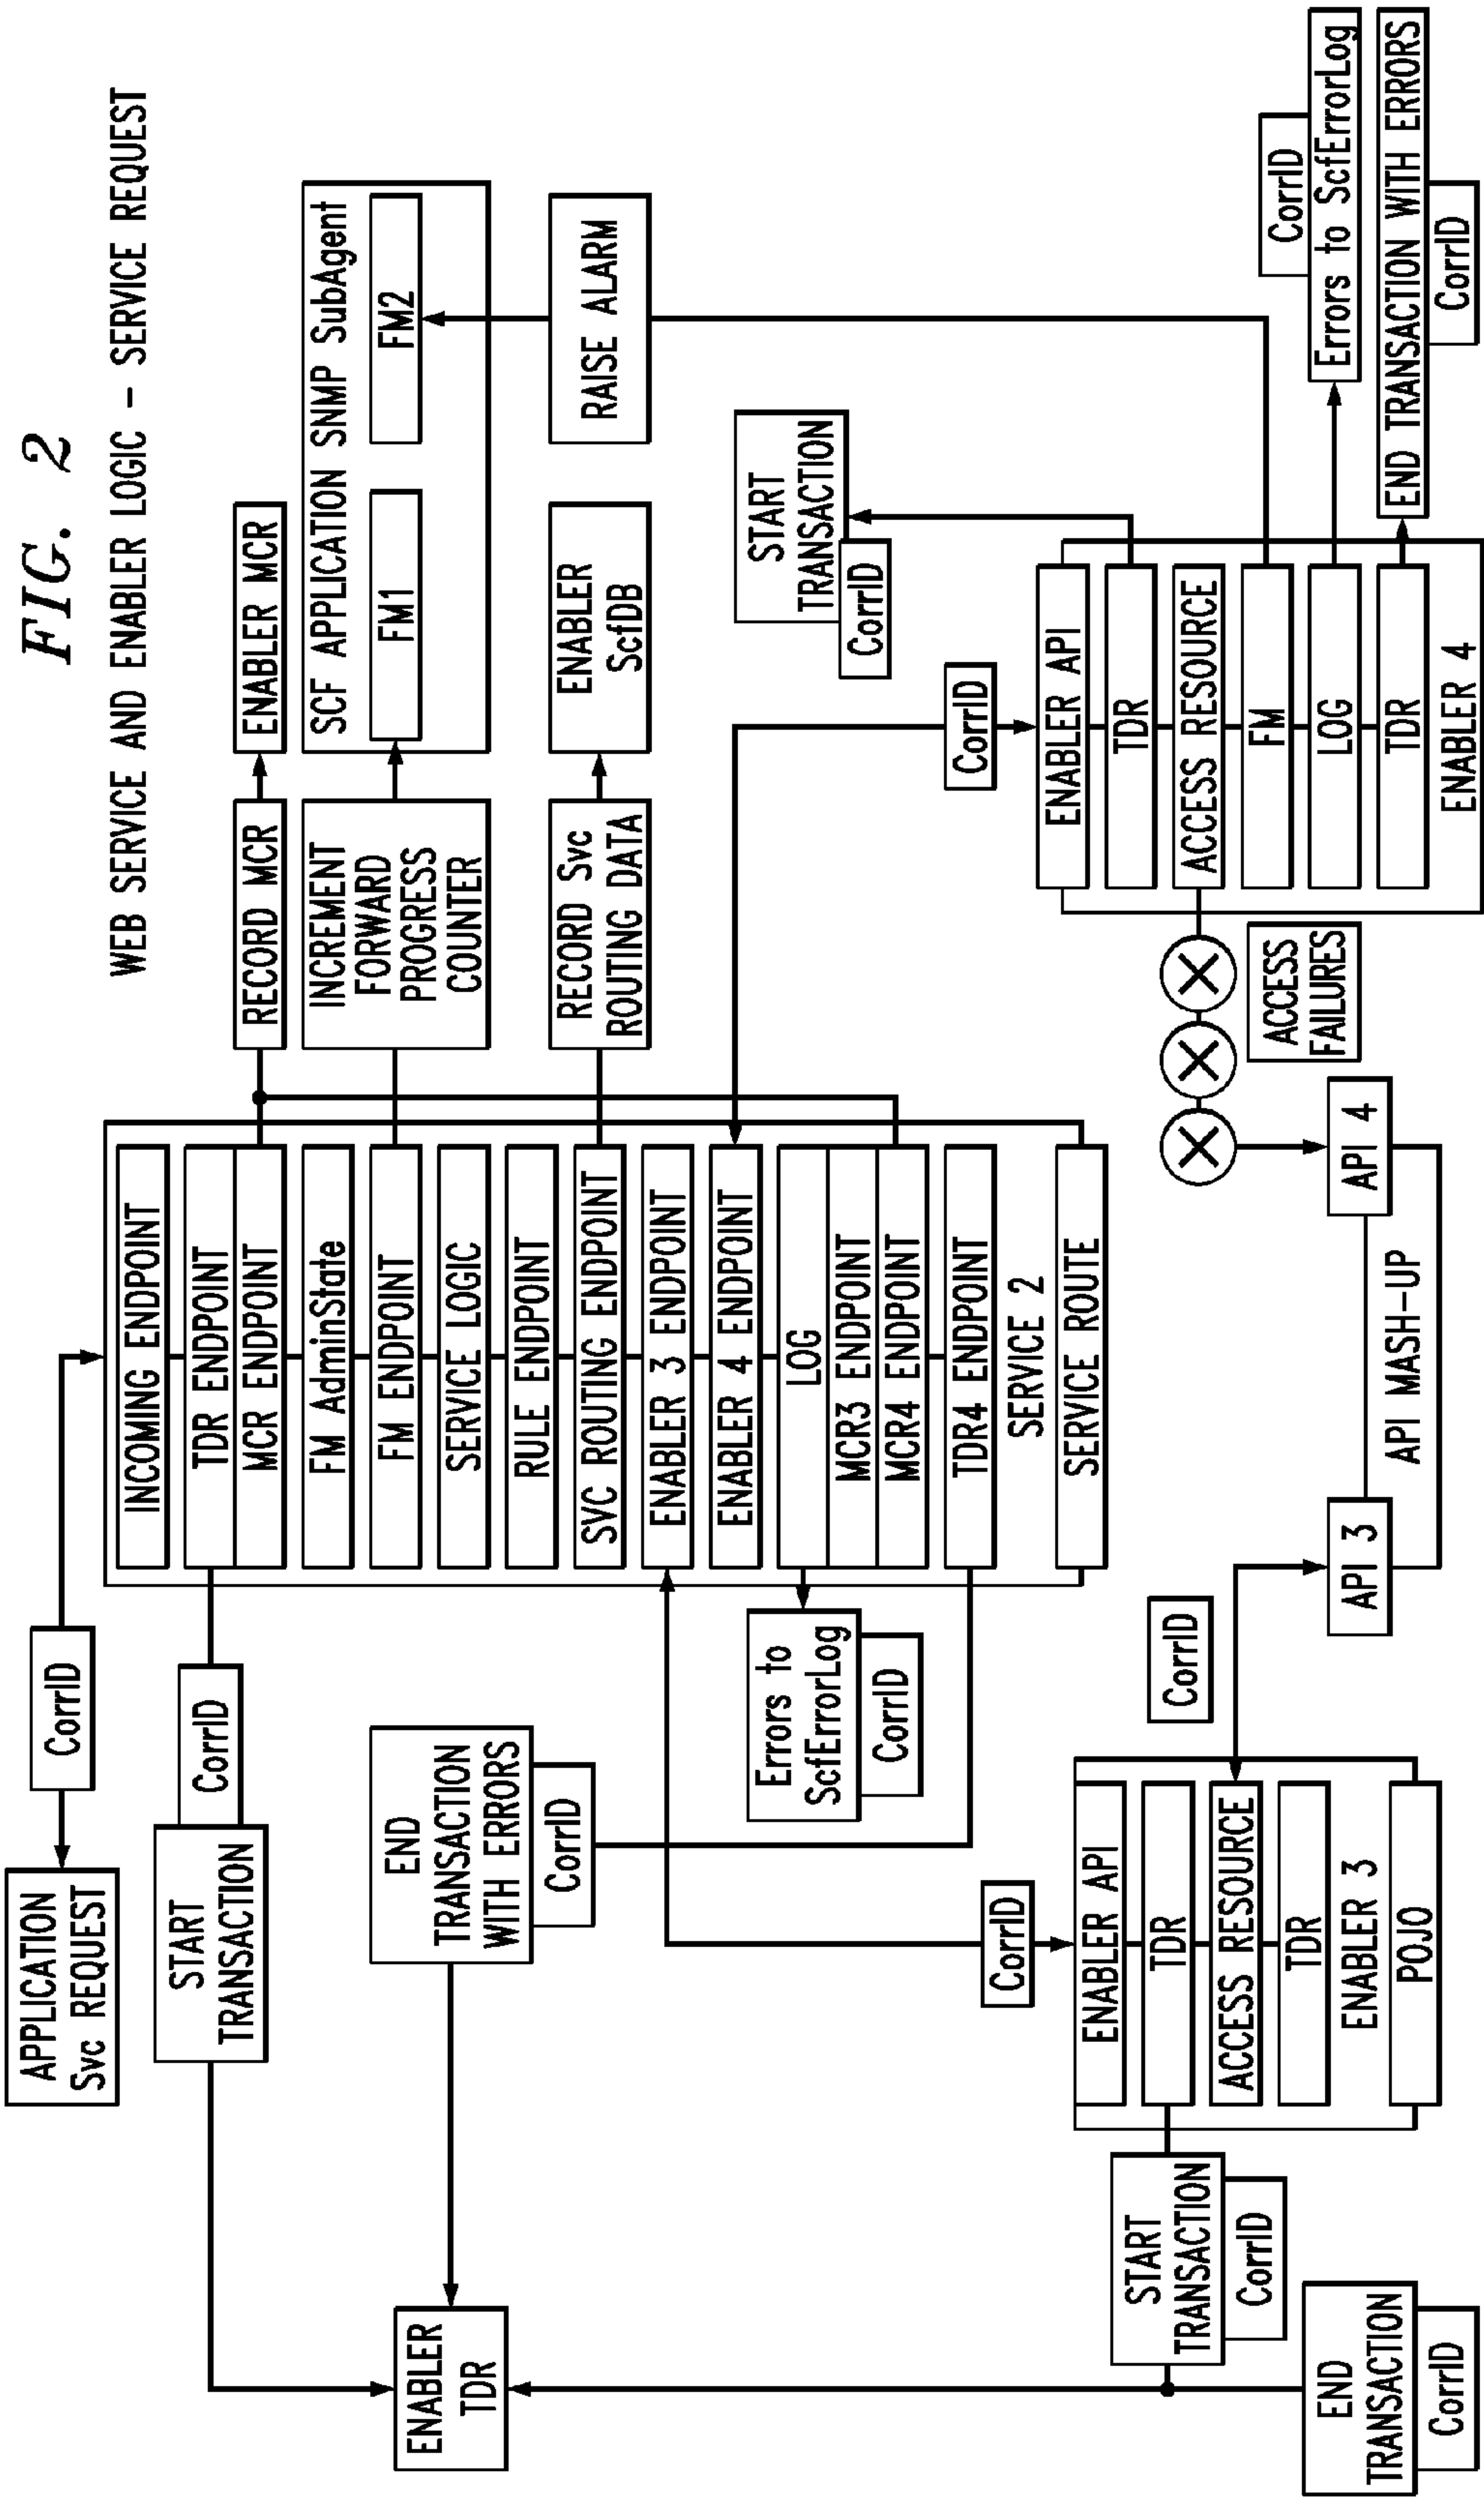 FIG. 2
WEB SERVICE AND ENABLER LOGIC – SERVICE REQUEST
APPLICATION
Svc REQUEST
CorrID
START
TRANSACTION
CorrID
END
TRANSACTION
WITH ERRORS
CorrID
ENABLER
TDR
INCOMING ENDPOINT
TDR ENDPOINT
MCR ENDPOINT
FM AdminState
FM ENDPOINT
SERVICE LOGIC
RULE ENDPOINT
SVC ROUTING ENDPOINT
ENABLER 3 ENDPOINT
ENABLER 4 ENDPOINT
LOG
MCR3 ENDPOINT
MCR4 ENDPOINT
TDR4 ENDPOINT
SERVICE 2
SERVICE ROUTE
RECORD MCR
ENABLER MCR
INCREMENT
FORWARD
PROGRESS
COUNTER
SCF APPLICATION SNMP SubAgent
FM1
FM2
RECORD Svc
ROUTING DATA
ENABLER
ScfDB
RAISE ALARM
Errors to
ScfErrorLog
CorrID
START
TRANSACTION
CorrID
CorrID
CorrID
ENABLER API
TDR
ACCESS RESOURCE
TDR
ENABLER 3
POJO
START
TRANSACTION
CorrID
END
TRANSACTION
CorrID
CorrID
API 3
API MASH-UP
API 4
ACCESS
FAILURES
ENABLER API
TDR
ACCESS RESOURCE
FM
LOG
TDR
ENABLER 4
CorrID
Errors to ScfErrorLog
END TRANSACTION WITH ERRORS
CorrID